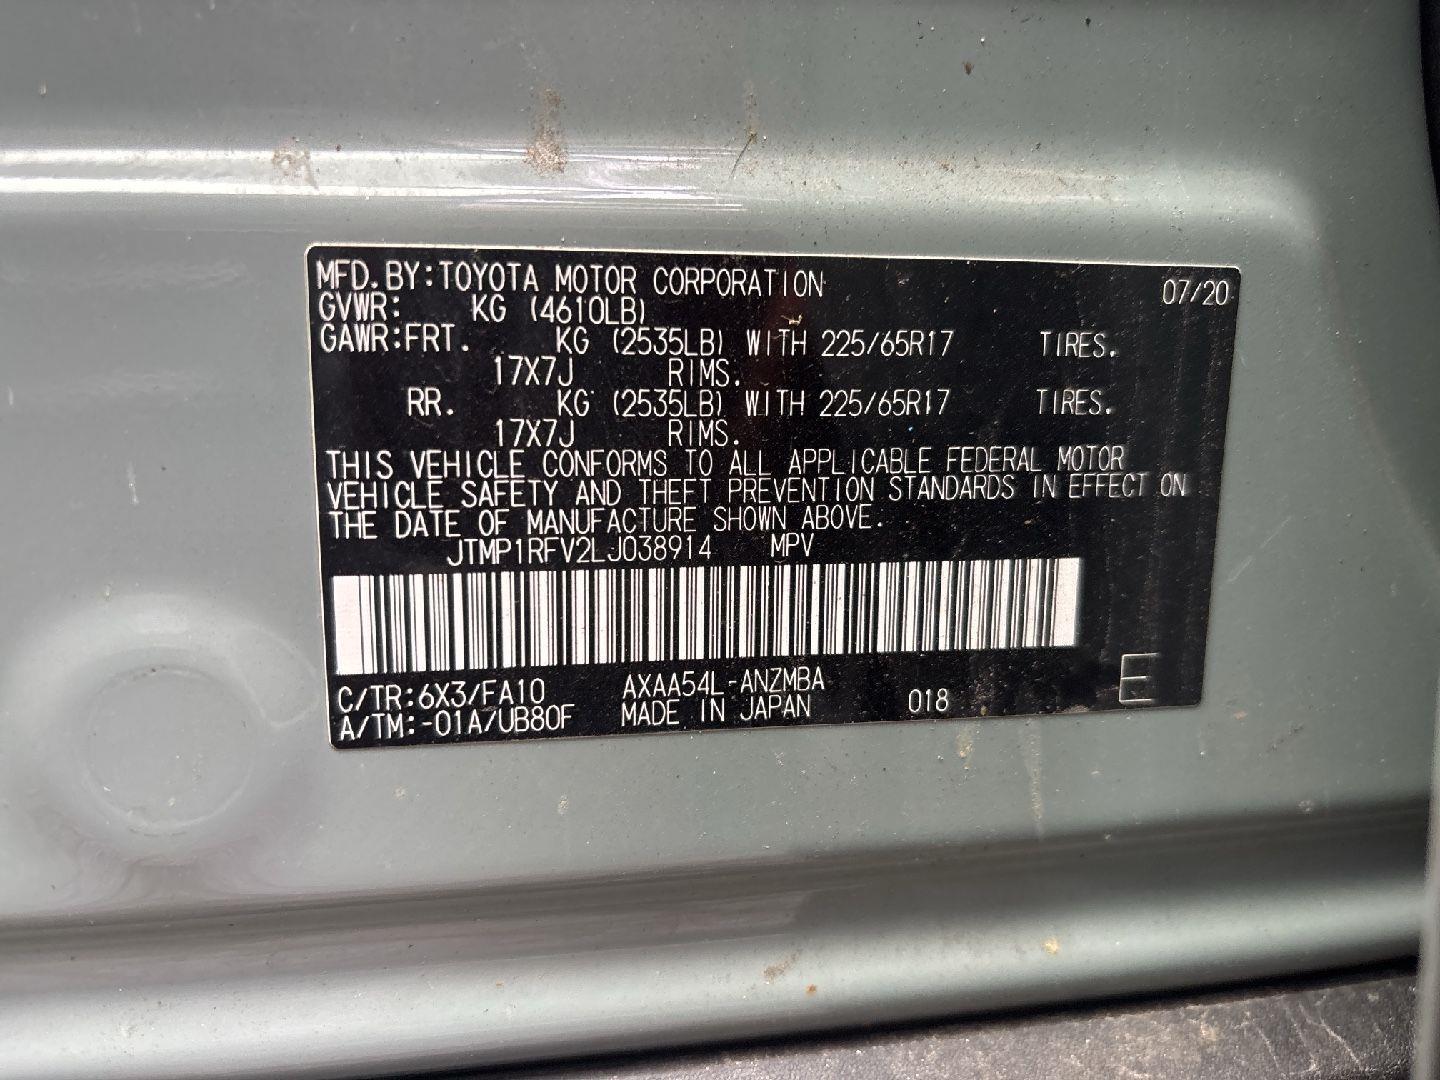 MFD. BY: TOYOTA MOTOR CORPORATION 07/20
GVWR: KG (4610LB)
GAWR: FRT. KG (2535LB) WITH 225/65R17 TIRES.
17X7J RIMS.
RR. KG (2535LB) WITH 225/65R17 TIRES.
17X7J RIMS.
THIS VEHICLE CONFORMS TO ALL APPLICABLE FEDERAL MOTOR
VEHICLE SAFETY AND THEFT PREVENTION STANDARDS IN EFFECT ON
THE DATE OF MANUFACTURE SHOWN ABOVE.
JTMP1RFV2LJ038914 MPV
C/TR: 6X3/FA10 AXAA54L-ANZMBA 018 E
A/TM: -01A/UB80F MADE IN JAPAN